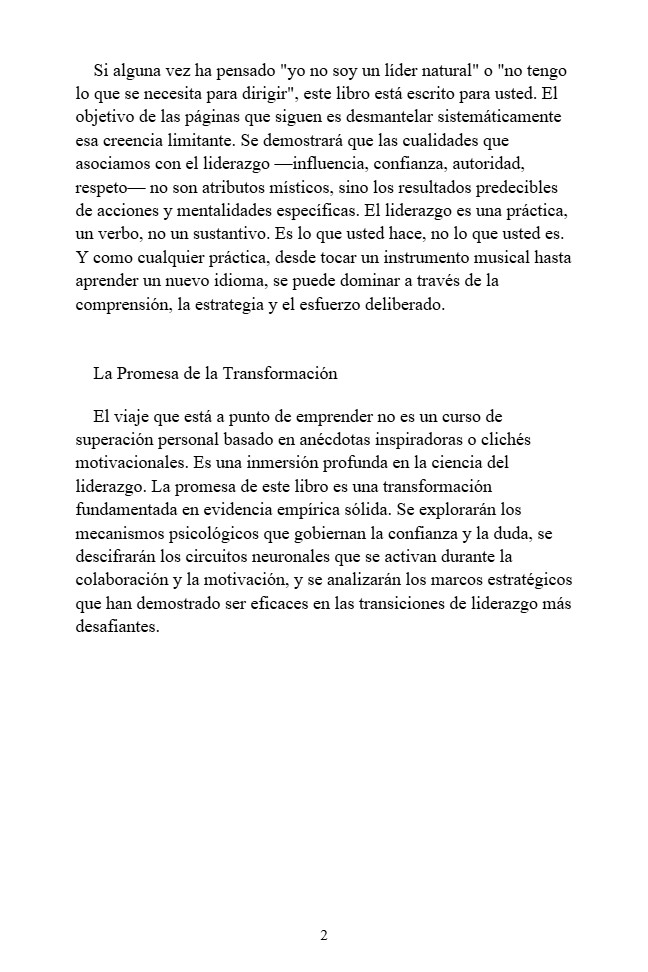 Si alguna vez ha pensado "yo no soy un líder natural" o "no tengo
lo que se necesita para dirigir", este libro está escrito para usted. El
objetivo de las páginas que siguen es desmantelar sistemáticamente
esa creencia limitante. Se demostrará que las cualidades que
asociamos con el liderazgo —influencia, confianza, autoridad,
respeto— no son atributos místicos, sino los resultados predecibles
de acciones y mentalidades específicas. El liderazgo es una práctica,
un verbo, no un sustantivo. Es lo que usted hace, no lo que usted es.
Y como cualquier práctica, desde tocar un instrumento musical hasta
aprender un nuevo idioma, se puede dominar a través de la
comprensión, la estrategia y el esfuerzo deliberado.
La Promesa de la Transformación
El viaje que está a punto de emprender no es un curso de
superación personal basado en anécdotas inspiradoras o clichés
motivacionales. Es una inmersión profunda en la ciencia del
liderazgo. La promesa de este libro es una transformación
fundamentada en evidencia empírica sólida. Se explorarán los
mecanismos psicológicos que gobiernan la confianza y la duda, se
descifrarán los circuitos neuronales que se activan durante la
colaboración y la motivación, y se analizarán los marcos estratégicos
que han demostrado ser eficaces en las transiciones de liderazgo más
desafiantes.
2